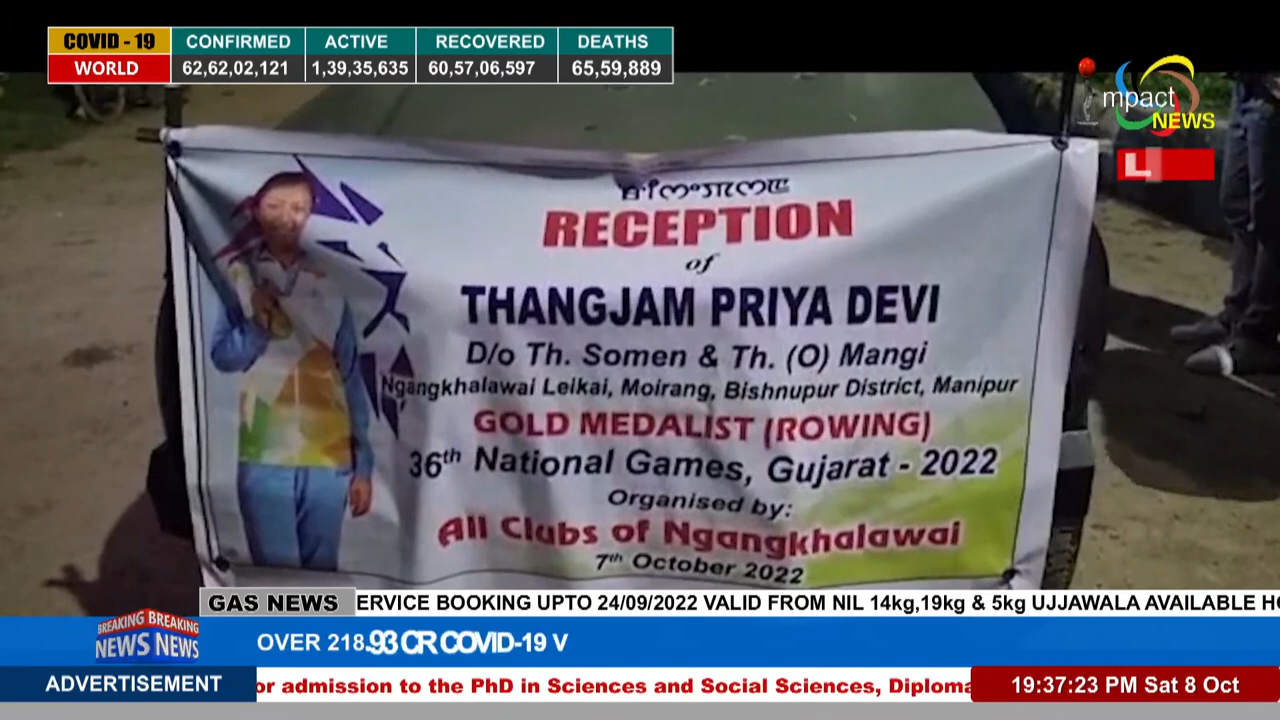 COVID - 19 CONFIRMED ACTIVE RECOVERED DEATHS
WORLD 62,62,02,121 1,39,35,635 60,57,06,597 65,59,889
mpact
NEWS
L
RECEPTION
of
THANGJAM PRIYA DEVI
D/o Th. Somen & Th. (O) Mangi
Ngangkhalawai Leikai, Moirang, Bishnupur District, Manipur
GOLD MEDALIST (ROWING)
36th National Games, Gujarat - 2022
Organised by:
All Clubs of Ngangkhalawai
7th October 2022
GAS NEWS ERVICE BOOKING UPTO 24/09/2022 VALID FROM NIL 14kg,19kg & 5kg UJJAWALA AVAILABLE
BREAKING BREAKING
NEWS NEWS
OVER 218.93 CR COVID-19 V
ADVERTISEMENT or admission to the PhD in Sciences and Social Sciences, Diploma
19:37:23 PM Sat 8 Oct